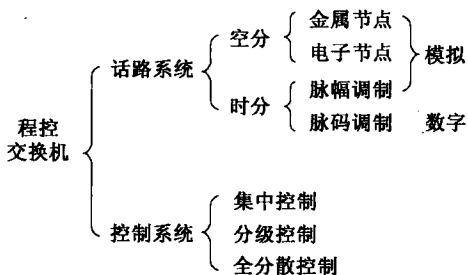 金属节点
空分
电子节点
模拟
话路系统
脉幅调制
时分
脉码调制 数字
程控
交换机
集中控制
控制系统
分级控制
全分散控制